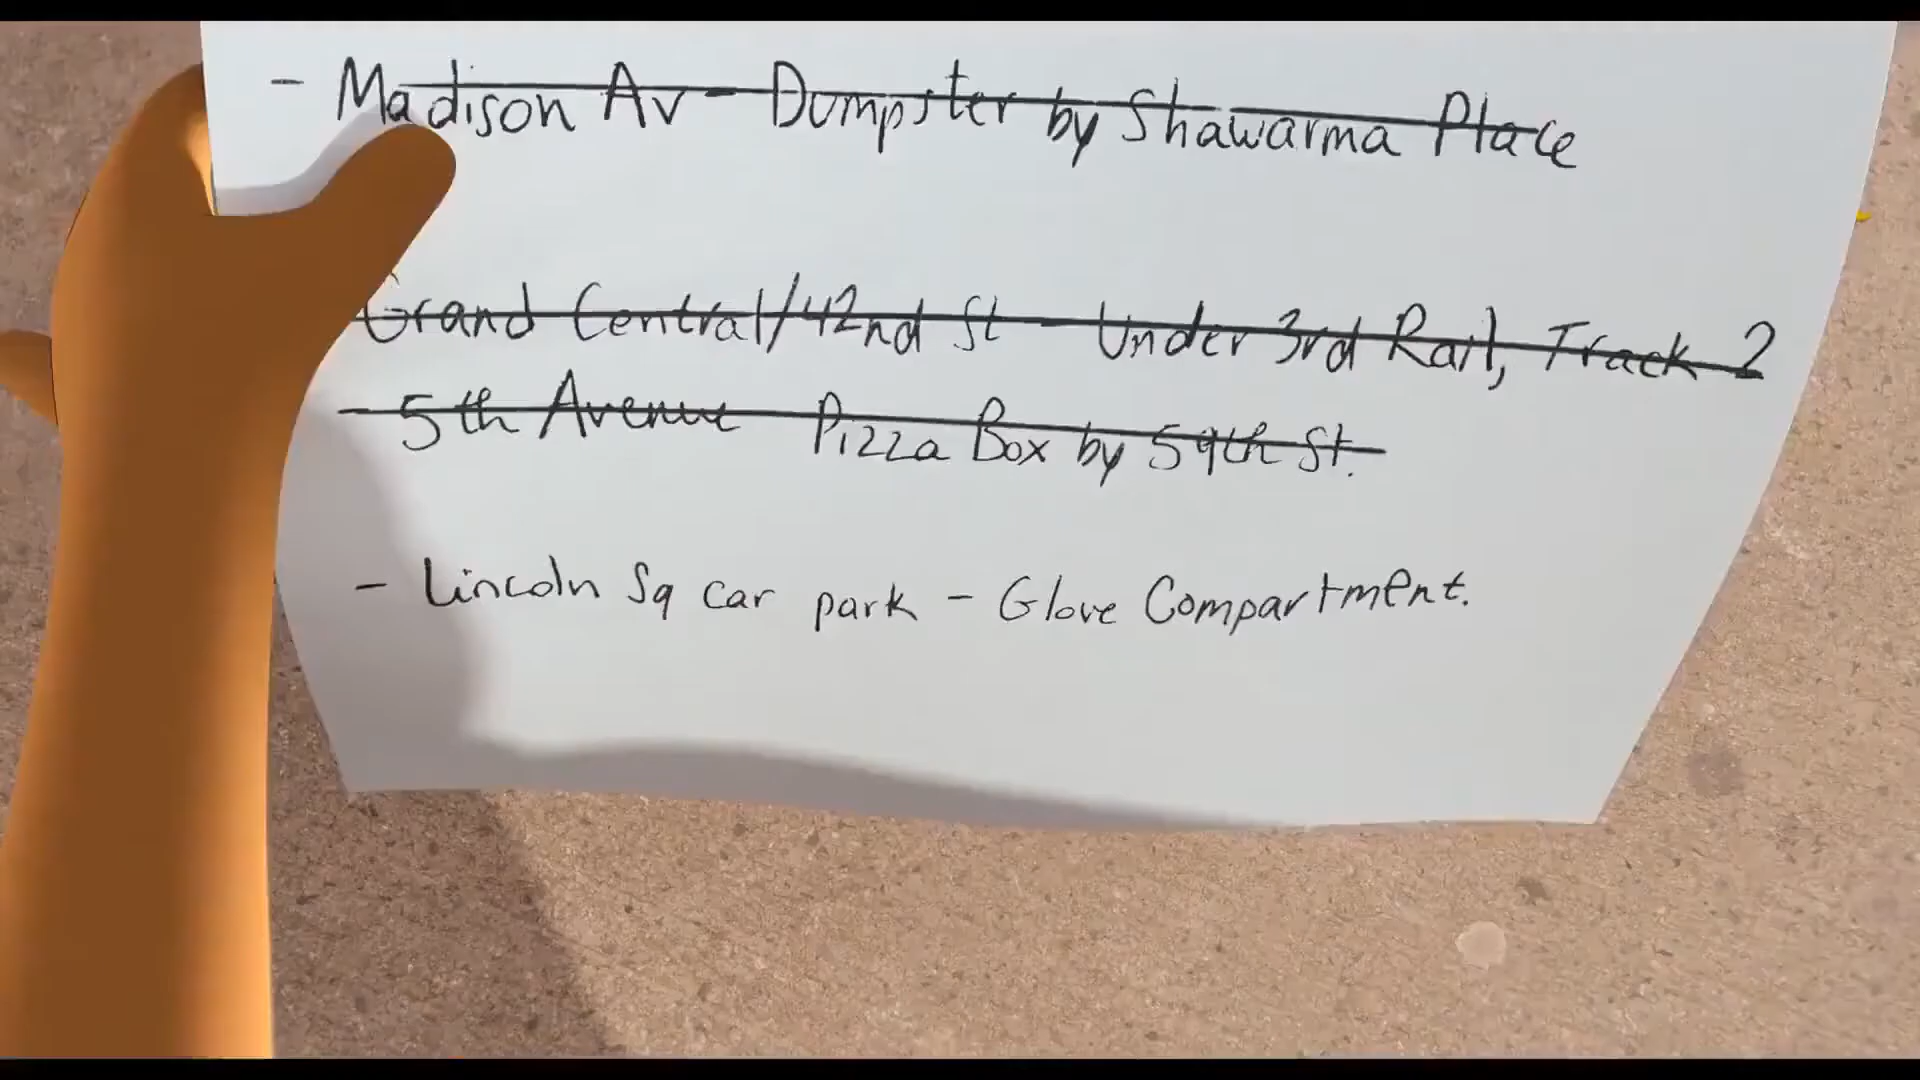 - Madison Av - Dumpster by Shawarma Place
Grand Central/42nd St - Under 3rd Rail, Track 2
- 5th Avenue Pizza Box by 59th St.
- Lincoln Sq car park - Glove Compartment.